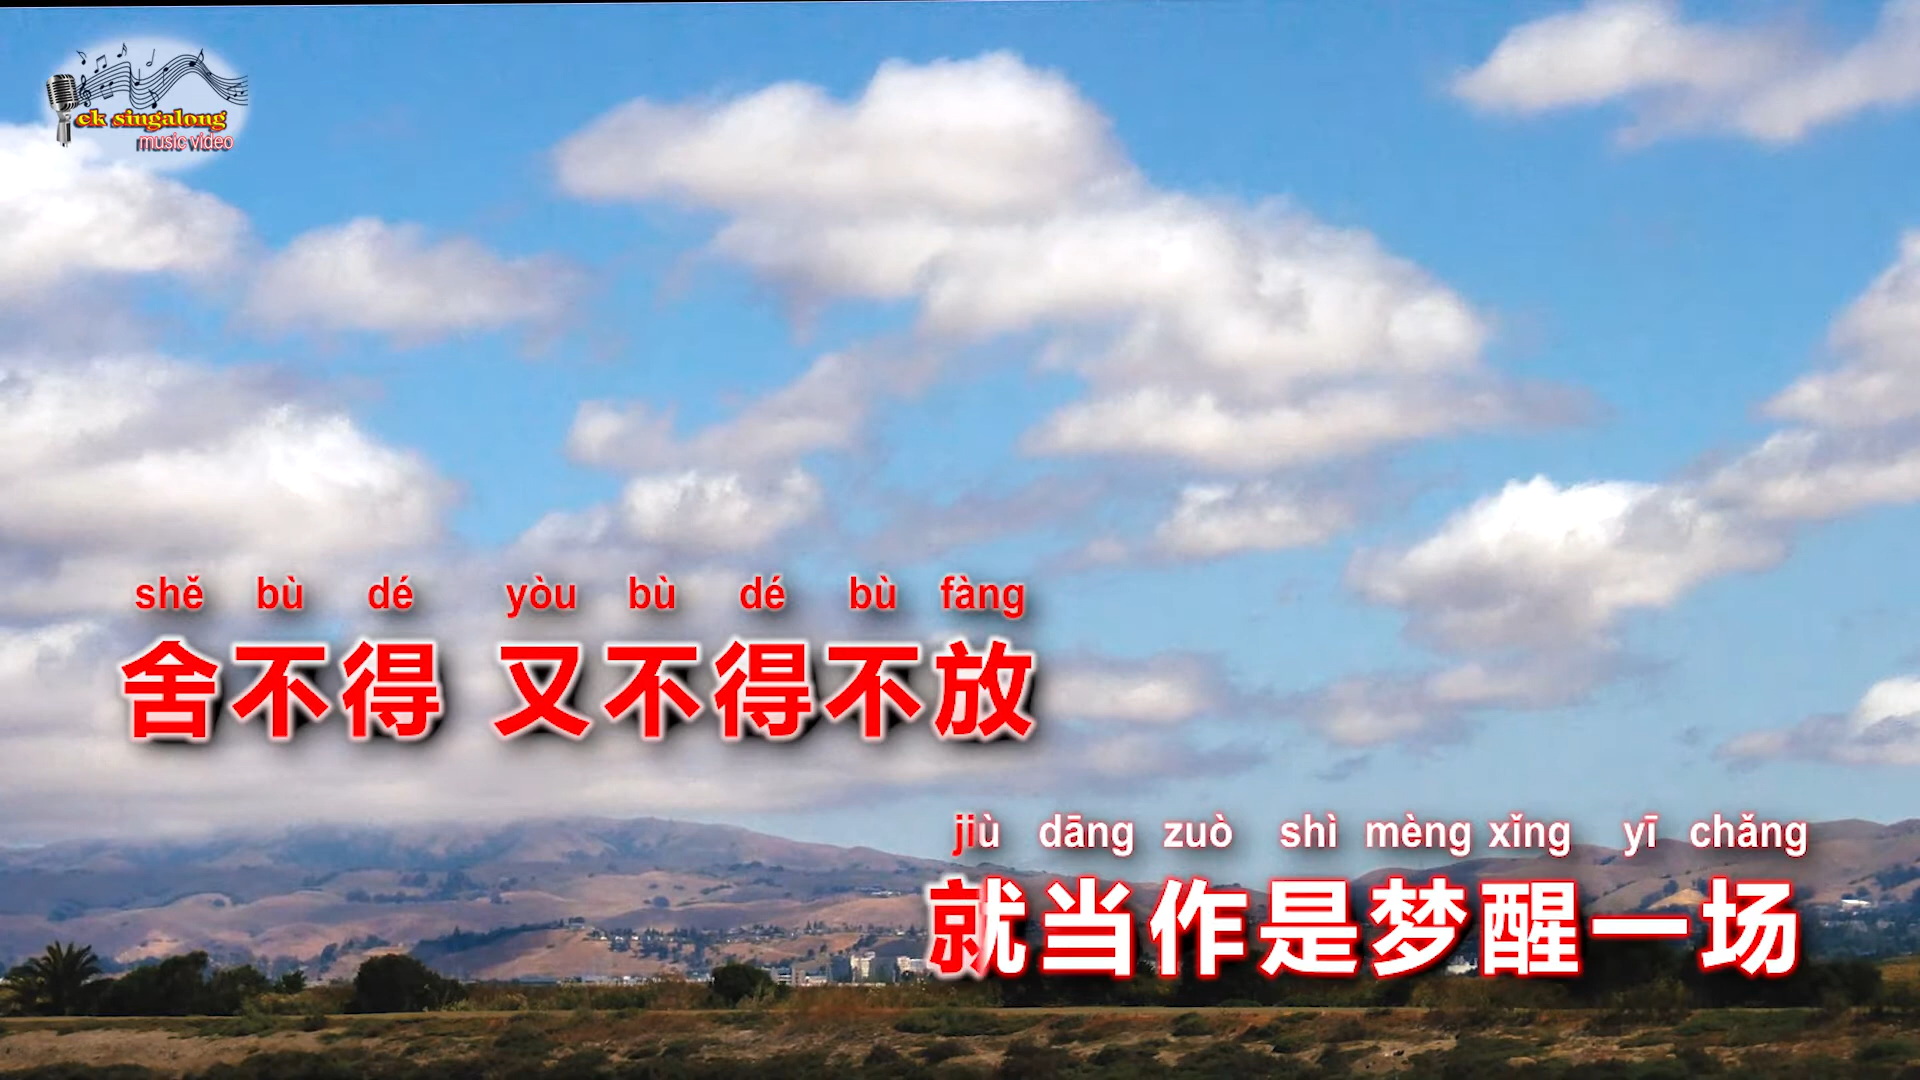 ck singalong
music video
shě bù dé yòu bù dé bù fàng
舍不得 又不得不放
jiù dāng zuò shì mèng xǐng yī chǎng
就当作是梦醒一场